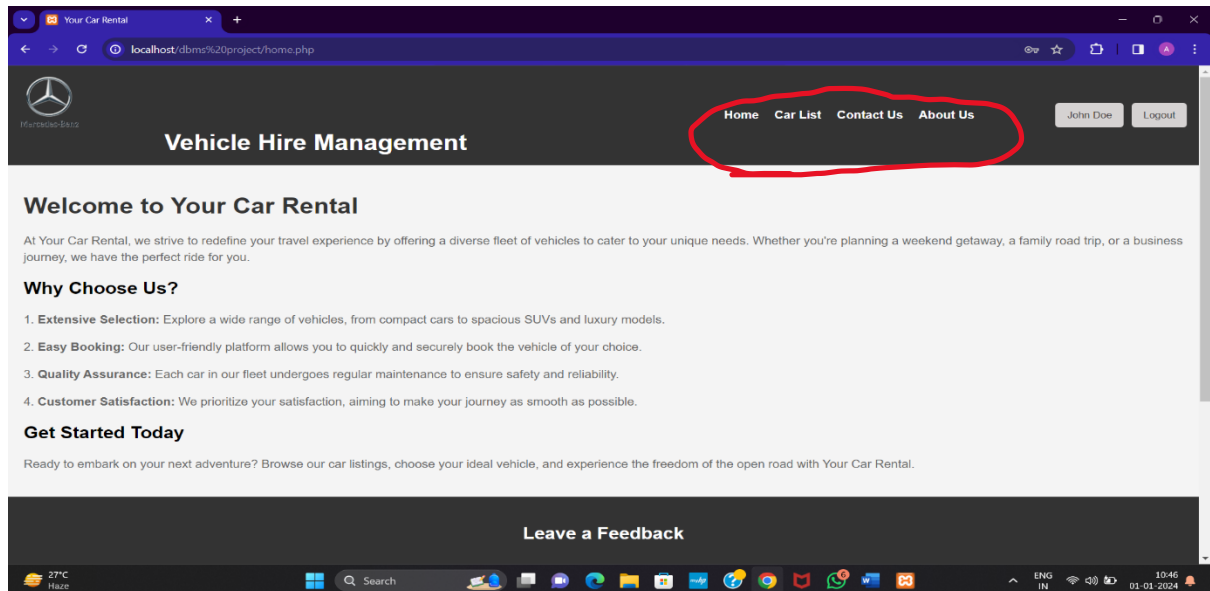 Your Car Rental
localhost/dbms%20project/home.php
A
Mercedes-Benz
Home Car List Contact Us About Us
John Doe Logout
Vehicle Hire Management
Welcome to Your Car Rental
At Your Car Rental, we strive to redefine your travel experience by offering a diverse fleet of vehicles to cater to your unique needs. Whether you're planning a weekend getaway, a family road trip, or a business
journey, we have the perfect ride for you.
Why Choose Us?
1. Extensive Selection: Explore a wide range of vehicles, from compact cars to spacious SUVs and luxury models.
2. Easy Booking: Our user-friendly platform allows you to quickly and securely book the vehicle of your choice.
3. Quality Assurance: Each car in our fleet undergoes regular maintenance to ensure safety and reliability.
4. Customer Satisfaction: We prioritize your satisfaction, aiming to make your journey as smooth as possible.
Get Started Today
Ready to embark on your next adventure? Browse our car listings, choose your ideal vehicle, and experience the freedom of the open road with Your Car Rental.
Leave a Feedback
27°C
Haze
Search
6
ENG
IN
10:46
01-01-2024